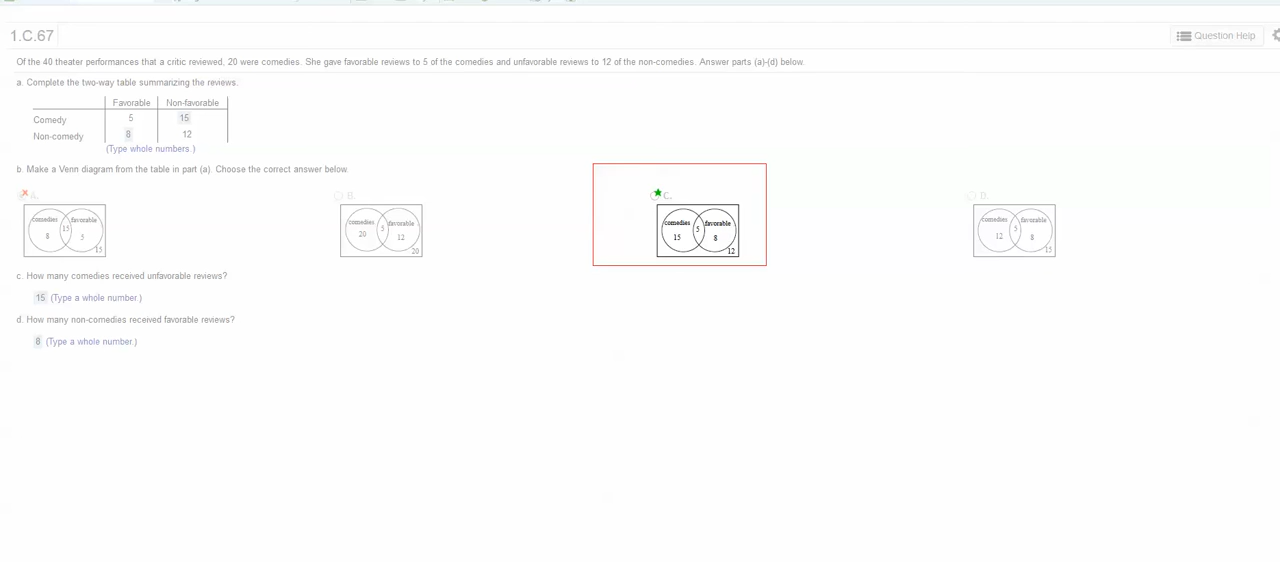 1.C.67
Question Help
Of the 40 theater performances that a critic reviewed, 20 were comedies. She gave favorable reviews to 5 of the comedies and unfavorable reviews to 12 of the non-comedies. Answer parts (a)-(d) below.
a. Complete the two-way table summarizing the reviews.
Favorable Non-favorable
Comedy 5 15
Non-comedy 8 12
(Type whole numbers.)
b. Make a Venn diagram from the table in part (a). Choose the correct answer below.
A.
comedies favorable
8 15 5
15
B.
comedies favorable
20 5 12
20
C.
comedies favorable
15 5 8
12
D.
comedies favorable
12 5 8
15
c. How many comedies received unfavorable reviews?
15 (Type a whole number.)
d. How many non-comedies received favorable reviews?
8 (Type a whole number.)